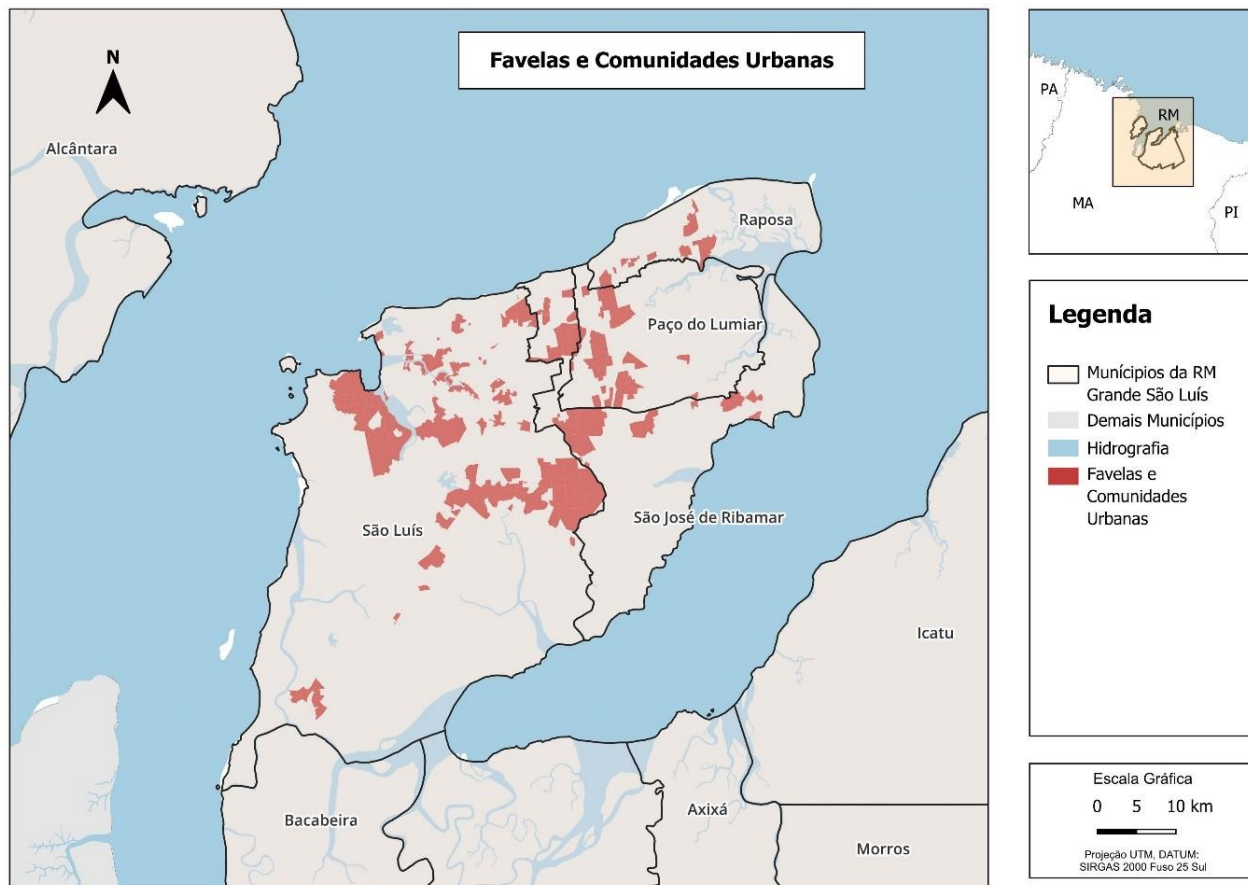 Favelas e Comunidades Urbanas
N
Alcântara
Raposa
Paço do Lumiar
São Luís
São José de Ribamar
Icatu
Bacabeira
Axixá
Morros
PA
RM
MA
PI
Legenda
Munícipios da RM
Grande São Luís
Demais Municípios
Hidrografia
Favelas e
Comunidades
Urbanas
Escala Gráfica
0 5 10 km
Projeção UTM, DATUM:
SIRGAS 2000 Fuso 25 Sul